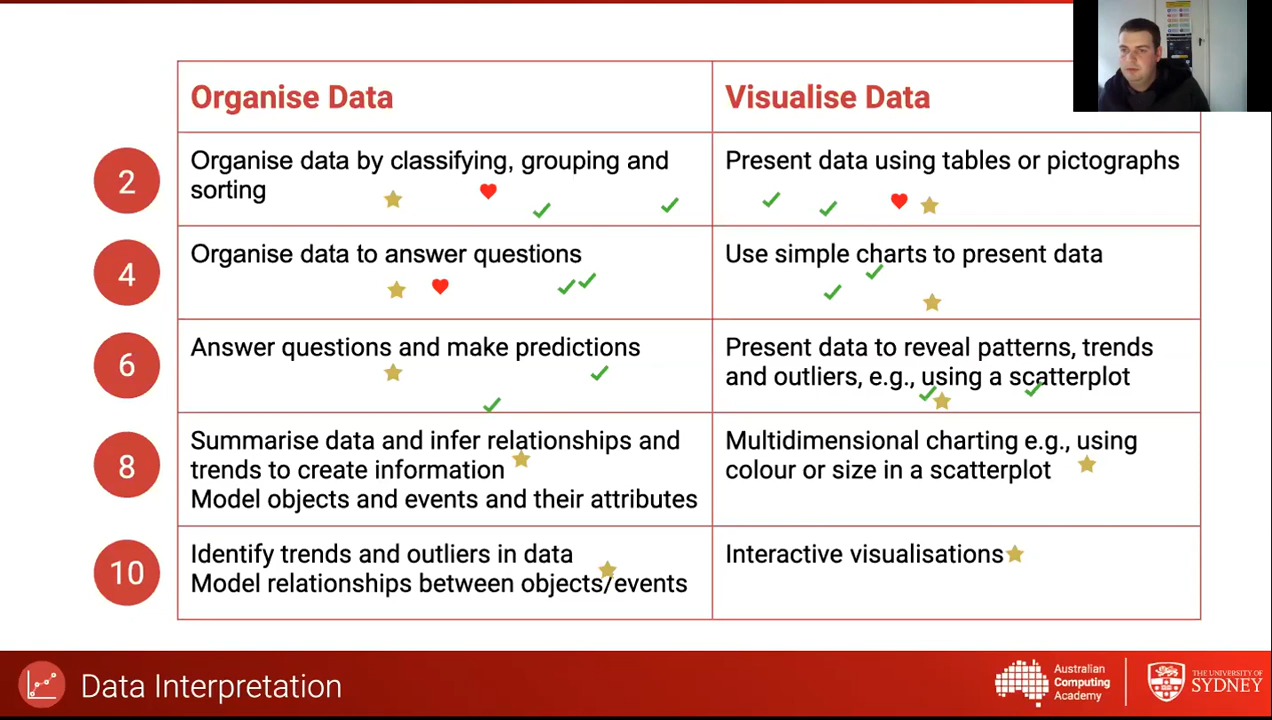 Organise Data
Visualise Data
2
Organise data by classifying, grouping and
sorting
Present data using tables or pictographs
4
Organise data to answer questions
Use simple charts to present data
6
Answer questions and make predictions
Present data to reveal patterns, trends
and outliers, e.g., using a scatterplot
8
Summarise data and infer relationships and
trends to create information
Model objects and events and their attributes
Multidimensional charting e.g., using
colour or size in a scatterplot
10
Identify trends and outliers in data
Model relationships between objects/events
Interactive visualisations
Data Interpretation
Australian
Computing
Academy
THE UNIVERSITY OF
SYDNEY